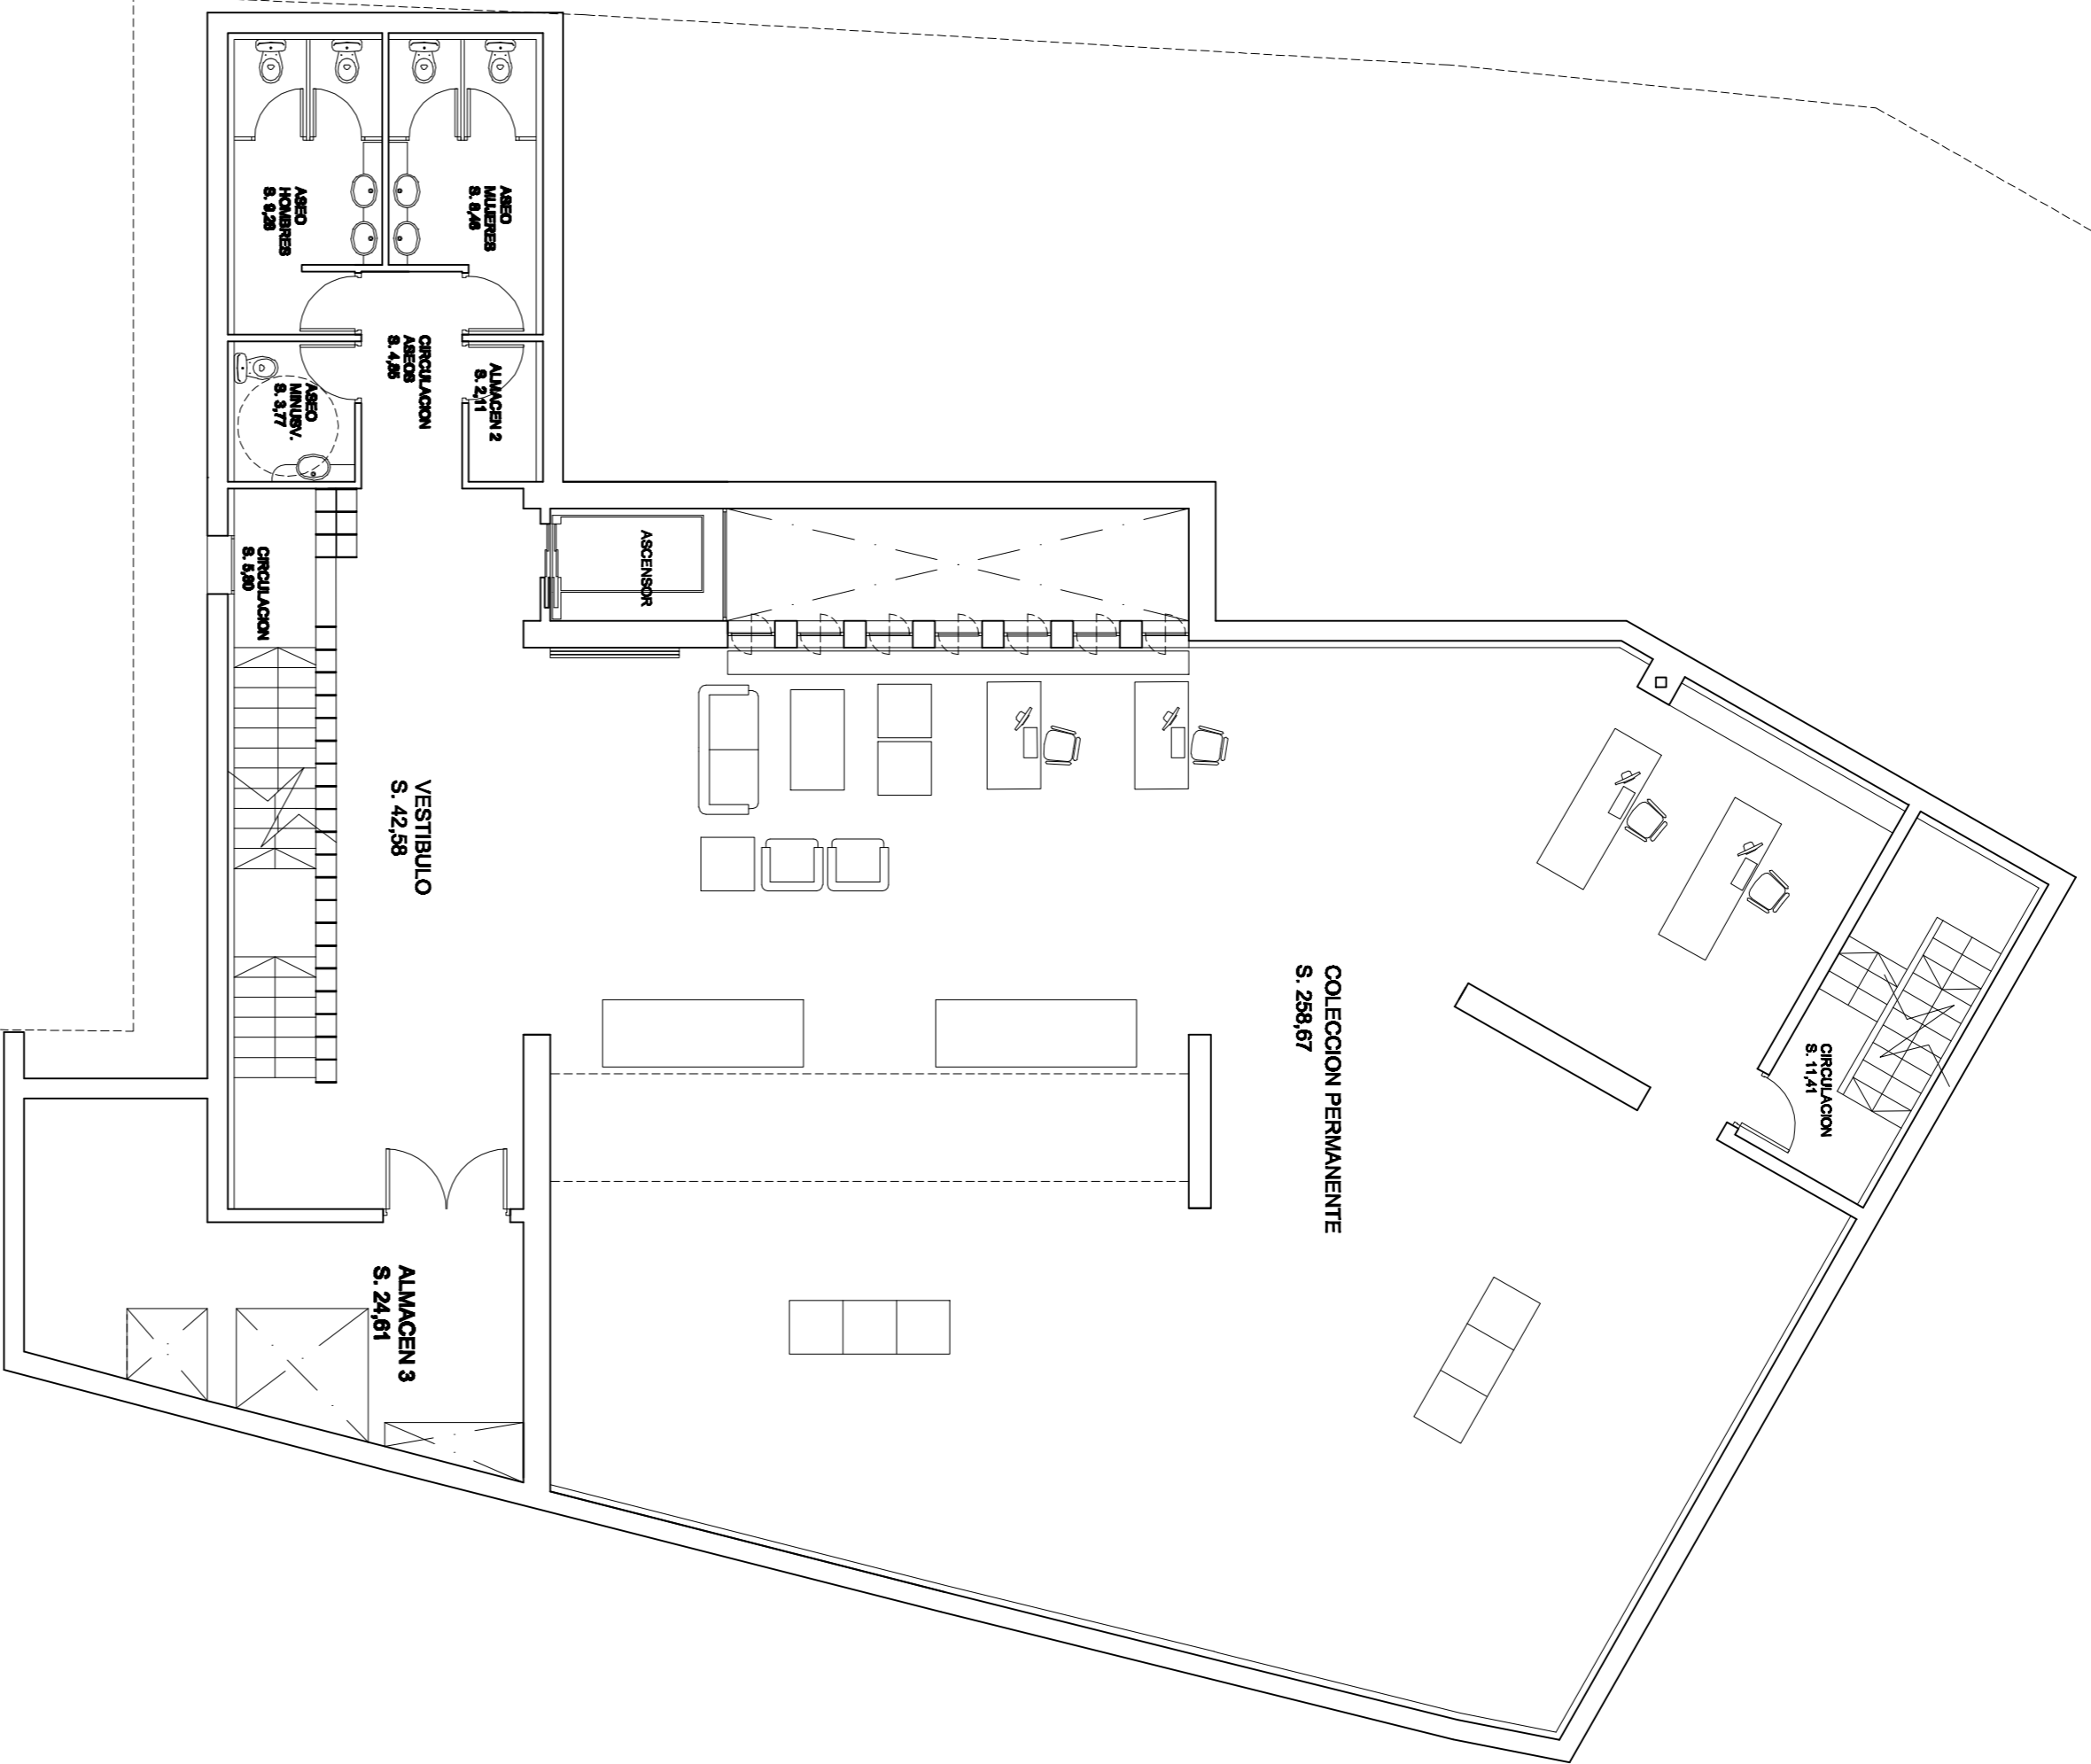 ASEO
HOMBRES
S. 9,28
ASEO
MUJERES
S. 8,46
CIRCULACION
ASEOS
S. 4,85
ALMACEN 2
S. 2,11
ASEO
MINUSV.
S. 3,77
CIRCULACION
S. 5,80
ASCENSOR
VESTIBULO
S. 42,58
COLECCION PERMANENTE
S. 258,67
CIRCULACION
S. 11,41
ALMACEN 3
S. 24,61